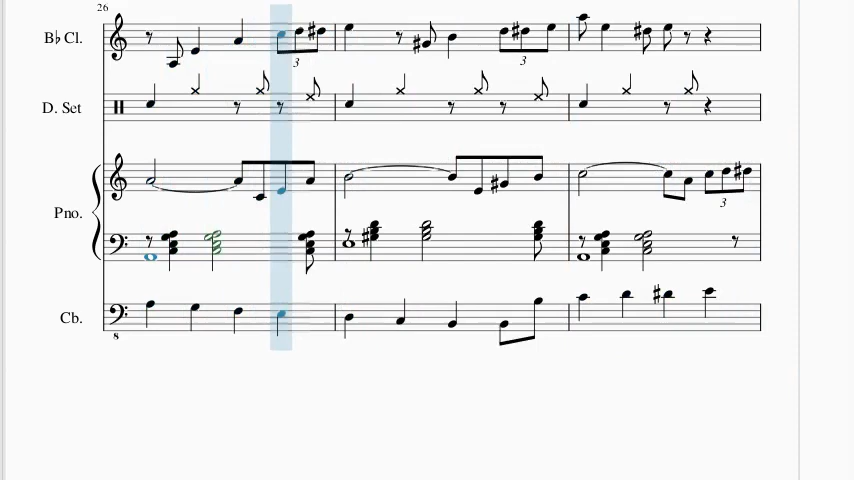 26
B♭ Cl.
3
3
D. Set
Pno.
3
Cb.
8